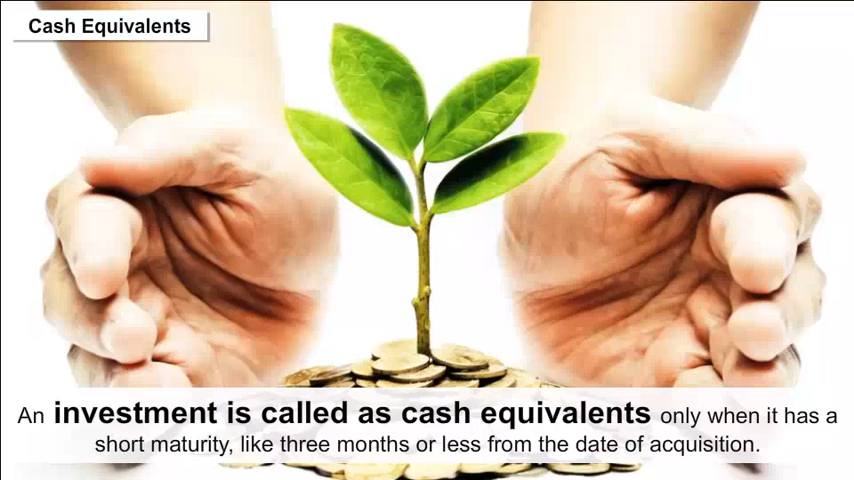 Cash Equivalents
An investment is called as cash equivalents only when it has a
short maturity, like three months or less from the date of acquisition.